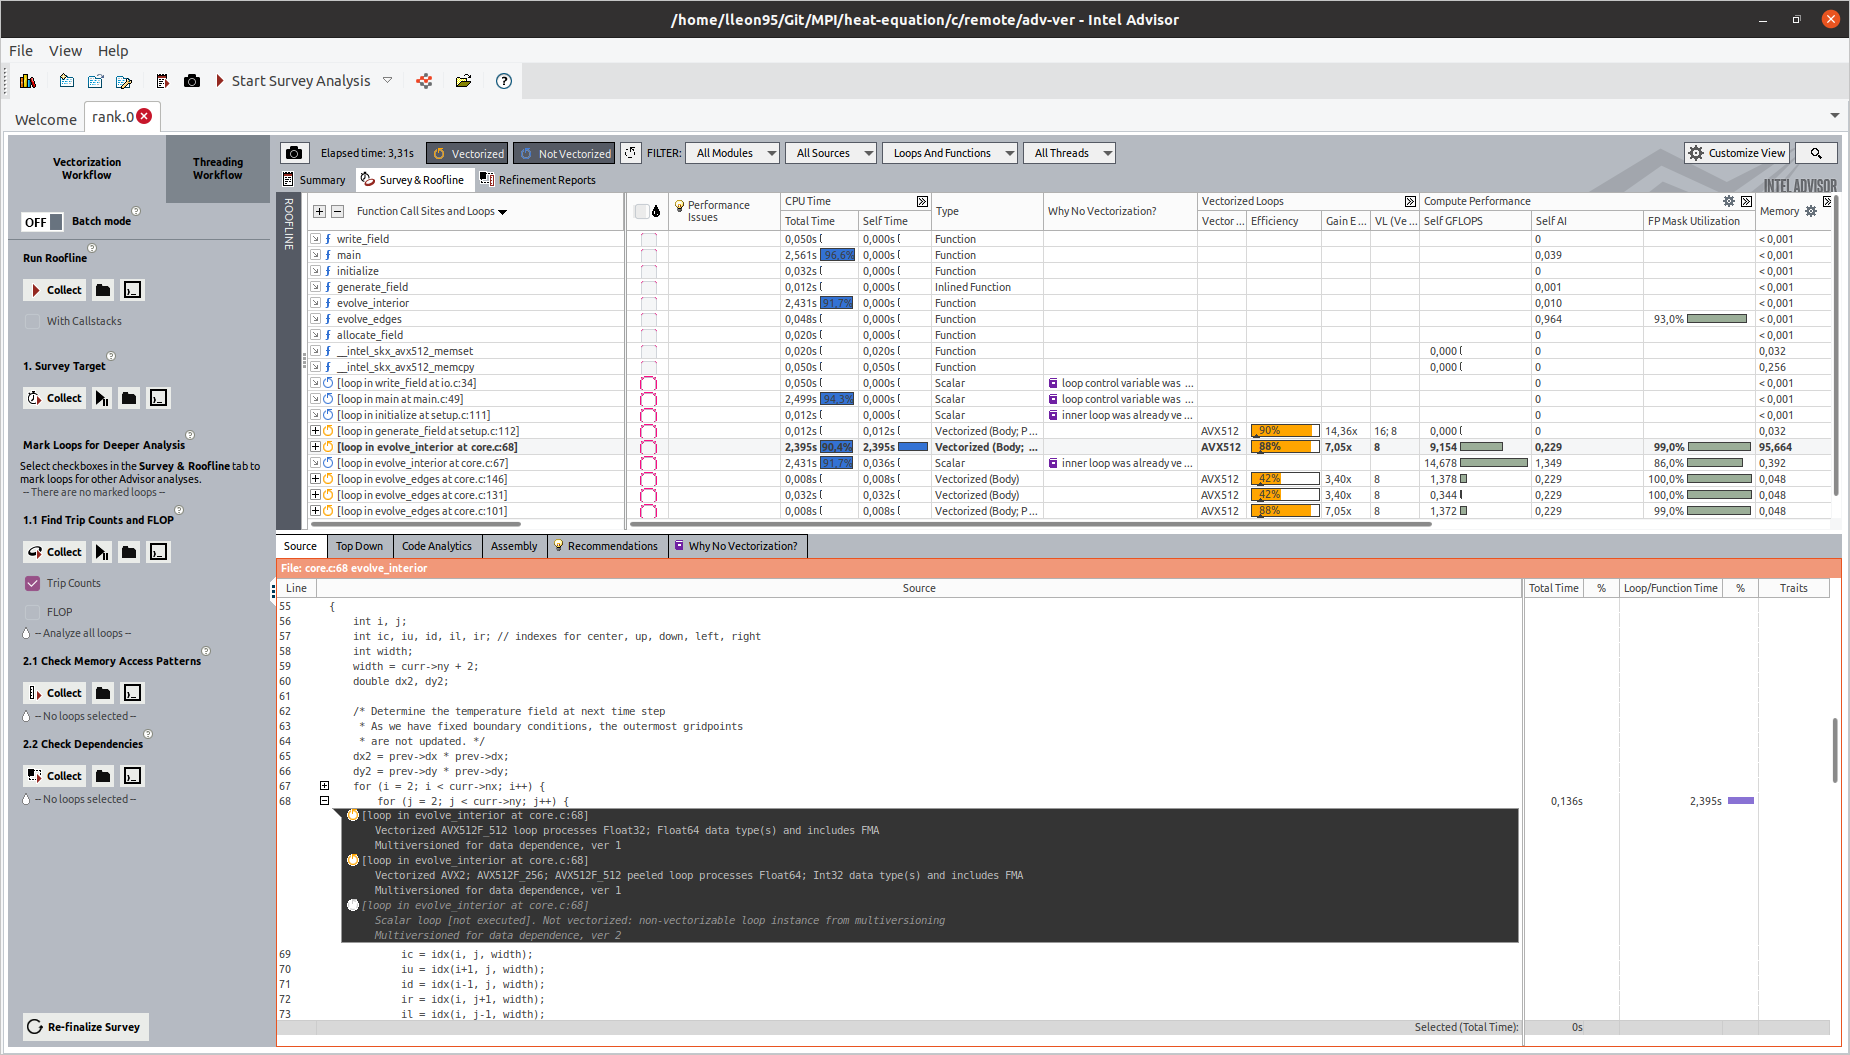 /home/lleon95/Git/MPI/heat-equation/c/remote/adv-ver - Intel Advisor
File View Help
Start Survey Analysis
Welcome rank.0
Vectorization Workflow
Threading Workflow
OFF Batch mode
Run Roofline
Collect
With Callstacks
1. Survey Target
Collect
Mark Loops for Deeper Analysis
Select checkboxes in the Survey & Roofline tab to
mark loops for other Advisor analyses.
-- There are no marked loops --
1.1 Find Trip Counts and FLOP
Collect
Trip Counts
FLOP
-- Analyze all loops --
2.1 Check Memory Access Patterns
Collect
-- No loops selected --
2.2 Check Dependencies
Collect
-- No loops selected --
Re-finalize Survey
Elapsed time: 3,31s Vectorized Not Vectorized FILTER: All Modules All Sources Loops And Functions All Threads Customize View
Summary Survey & Roofline Refinement Reports INTEL ADVISOR
ROOFLINE
Function Call Sites and Loops Performance Issues CPU Time Type Why No Vectorization? Vectorized Loops Compute Performance Memory
Total Time Self Time Vector ... Efficiency Gain E... VL (Ve... Self GFLOPS Self AI FP Mask Utilization
write_field 0,050s 0,000s Function 0 < 0,001
main 2,561s 96,6% 0,000s Function 0,039 < 0,001
initialize 0,032s 0,000s Function 0 < 0,001
generate_field 0,012s 0,000s Inlined Function 0,001 < 0,001
evolve_interior 2,431s 91,7% 0,000s Function 0,010 < 0,001
evolve_edges 0,048s 0,000s Function 0,964 93,0% < 0,001
allocate_field 0,020s 0,000s Function 0 < 0,001
__intel_skx_avx512_memset 0,020s 0,020s Function 0,000 0 0,032
__intel_skx_avx512_memcpy 0,050s 0,050s Function 0,000 0 0,256
[loop in write_field at io.c:34] 0,050s 0,000s Scalar loop control variable was ... 0 < 0,001
[loop in main at main.c:49] 2,499s 94,3% 0,000s Scalar loop control variable was ... 0 < 0,001
[loop in initialize at setup.c:111] 0,012s 0,000s Scalar inner loop was already ve ... 0 < 0,001
[loop in generate_field at setup.c:112] 0,012s 0,012s Vectorized (Body; P... AVX512 90% 14,36x 16; 8 0,000 0 0,032
[loop in evolve_interior at core.c:68] 2,395s 90,4% 2,395s Vectorized (Body; ... AVX512 88% 7,05x 8 9,154 0,229 99,0% 95,664
[loop in evolve_interior at core.c:67] 2,431s 91,7% 0,036s Scalar inner loop was already ve ... 14,678 1,349 86,0% 0,392
[loop in evolve_edges at core.c:146] 0,008s 0,008s Vectorized (Body) AVX512 42% 3,40x 8 1,378 0,229 100,0% 0,048
[loop in evolve_edges at core.c:131] 0,032s 0,032s Vectorized (Body) AVX512 42% 3,40x 8 0,344 0,229 100,0% 0,048
[loop in evolve_edges at core.c:101] 0,008s 0,008s Vectorized (Body; P... AVX512 88% 7,05x 8 1,372 0,229 99,0% 0,048
Source Top Down Code Analytics Assembly Recommendations Why No Vectorization?
File: core.c:68 evolve_interior
Line Source Total Time % Loop/Function Time % Traits
55 {
56 int i, j;
57 int ic, iu, id, il, ir; // indexes for center, up, down, left, right
58 int width;
59 width = curr->ny + 2;
60 double dx2, dy2;
61
62 /* Determine the temperature field at next time step
63 * As we have fixed boundary conditions, the outermost gridpoints
64 * are not updated. */
65 dx2 = prev->dx * prev->dx;
66 dy2 = prev->dy * prev->dy;
67 for (i = 2; i < curr->nx; i++) {
68 for (j = 2; j < curr->ny; j++) { 0,136s 2,395s
[loop in evolve_interior at core.c:68]
Vectorized AVX512F_512 loop processes Float32; Float64 data type(s) and includes FMA
Multiversioned for data dependence, ver 1
[loop in evolve_interior at core.c:68]
Vectorized AVX2; AVX512F_256; AVX512F_512 peeled loop processes Float64; Int32 data type(s) and includes FMA
Multiversioned for data dependence, ver 1
[loop in evolve_interior at core.c:68]
Scalar loop [not executed]. Not vectorized: non-vectorizable loop instance from multiversioning
Multiversioned for data dependence, ver 2
69 ic = idx(i, j, width);
70 iu = idx(i+1, j, width);
71 id = idx(i-1, j, width);
72 ir = idx(i, j+1, width);
73 il = idx(i, j-1, width);
Selected (Total Time): 0s